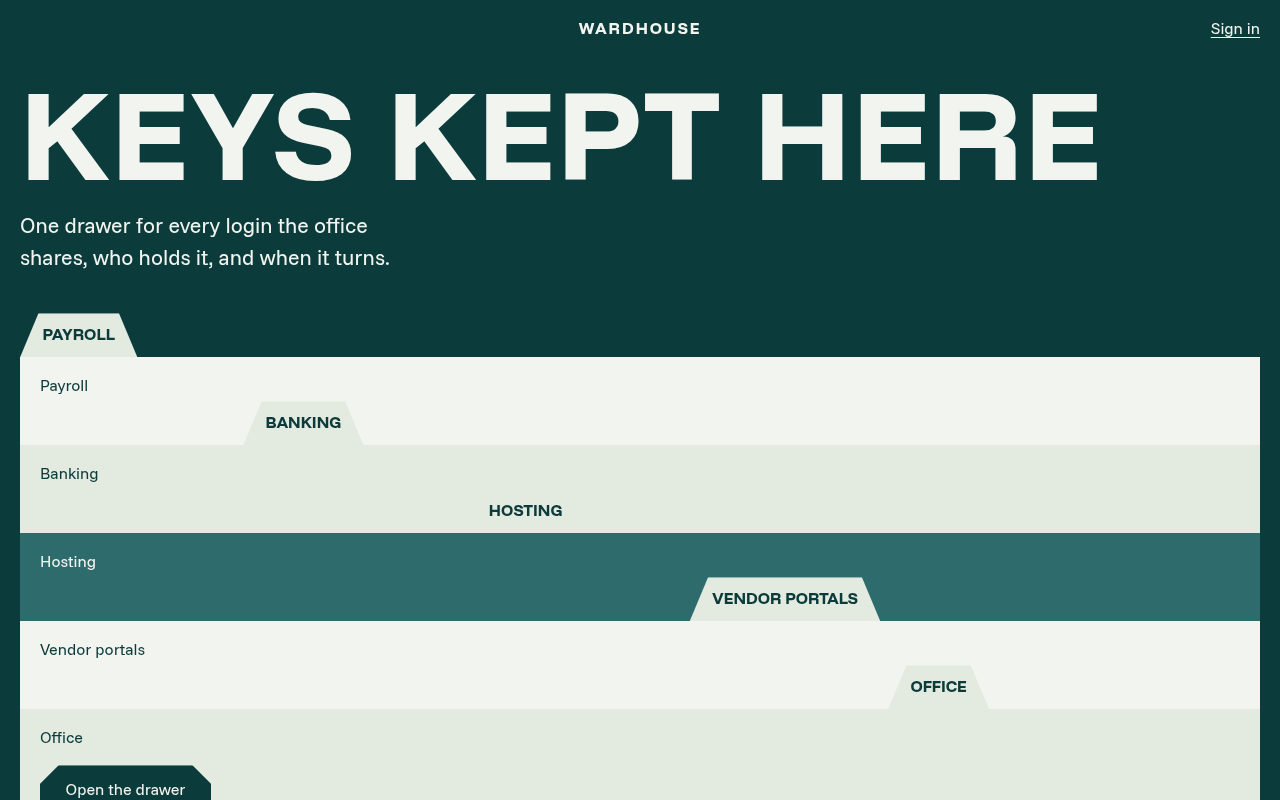 WARDHOUSE
Sign in
KEYS KEPT HERE
One drawer for every login the office
shares, who holds it, and when it turns.
PAYROLL
Payroll
BANKING
Banking
HOSTING
Hosting
VENDOR PORTALS
Vendor portals
OFFICE
Office
Open the drawer